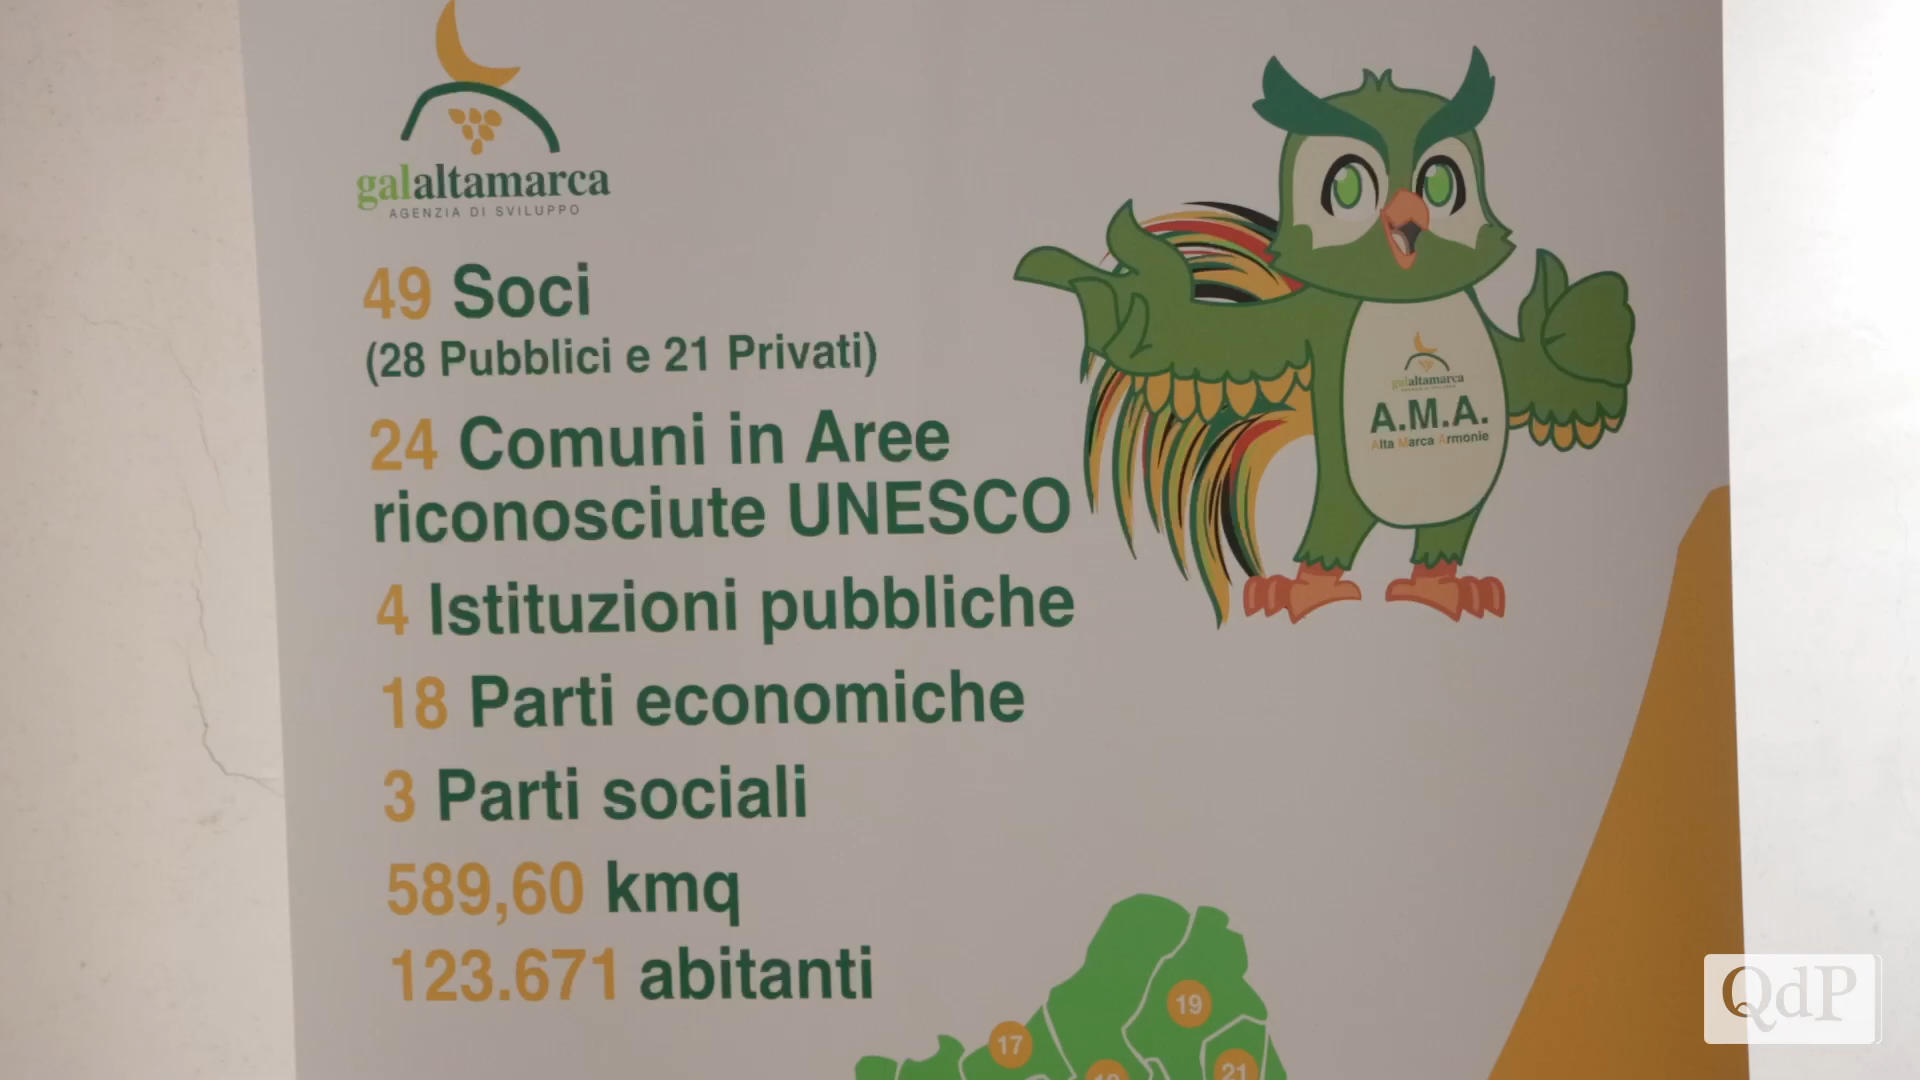 galaltamarca
AGENZIA DI SVILUPPO
49 Soci
(28 Pubblici e 21 Privati)
24 Comuni in Aree
riconosciute UNESCO
4 Istituzioni pubbliche
18 Parti economiche
3 Parti sociali
589,60 kmq
123.671 abitanti
galaltamarca
A.M.A.
Alta Marca Armonie
19
17
21
QdP